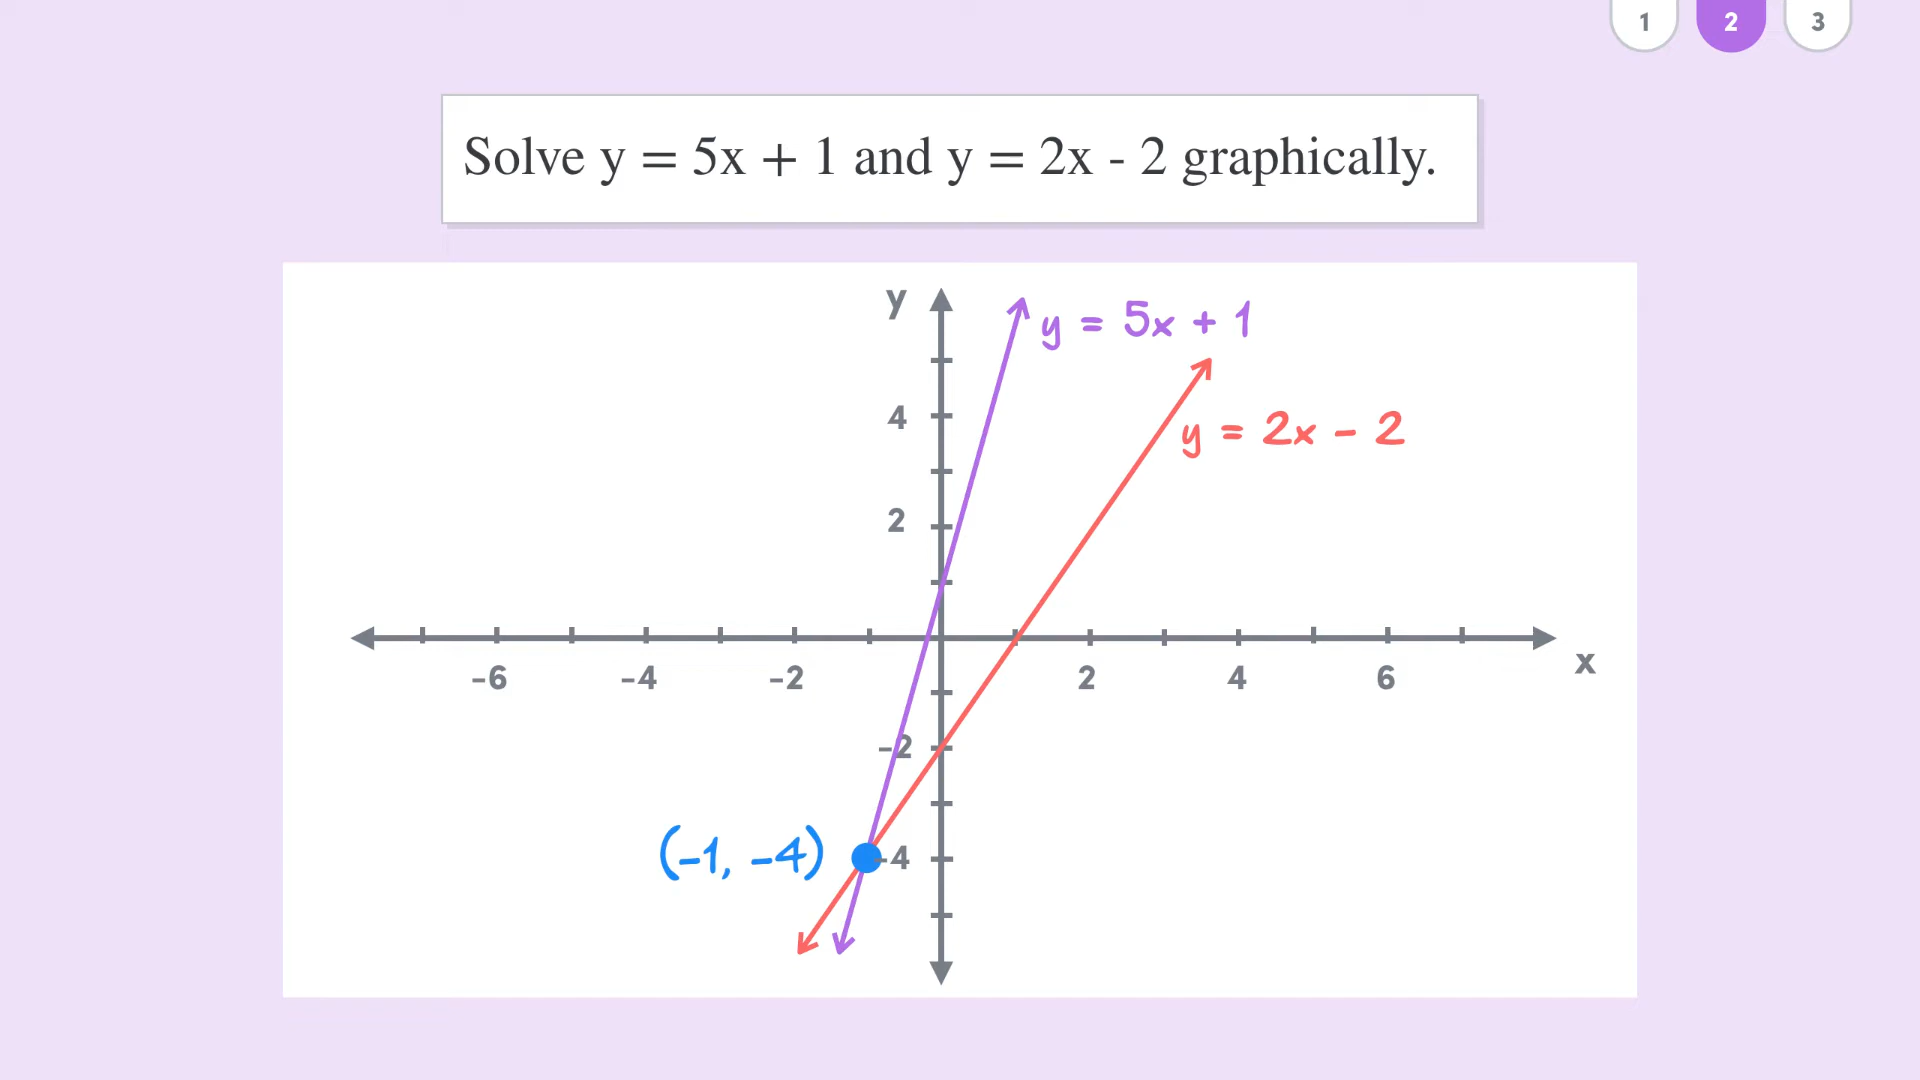 1 2 3
Solve y = 5x + 1 and y = 2x - 2 graphically.
y
y = 5x + 1
4
y = 2x - 2
2
-6 -4 -2 2 4 6
x
-2
(-1, -4)
-4